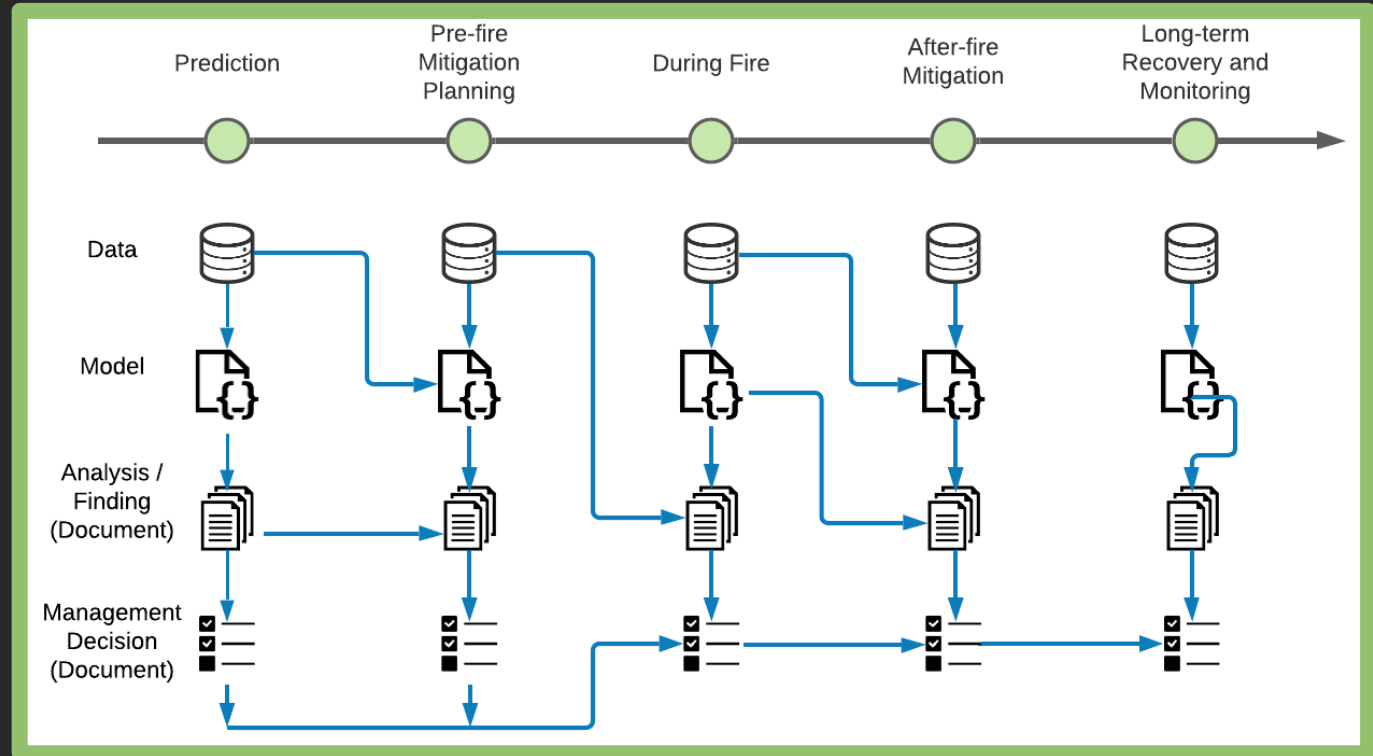 Prediction
Pre-fire
Mitigation
Planning
During Fire
After-fire
Mitigation
Long-term
Recovery and
Monitoring
Data
Model
Analysis /
Finding
(Document)
Management
Decision
(Document)